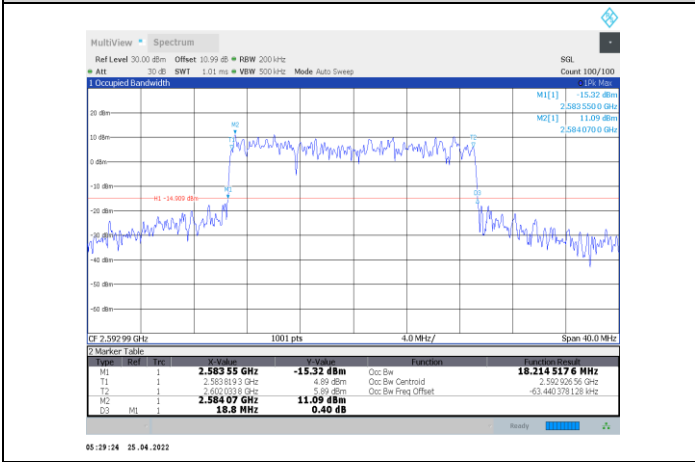 MultiView Spectrum
Ref Level 30.00 dBm Offset 10.99 dB RBW 200 kHz SGL
Att 30 dB SWT 1.01 ms VBW 500 kHz Mode Auto Sweep Count 100/100
1 Occupied Bandwidth 1Pk Max
M1[1] -15.32 dBm
2.583 550 0 GHz
M2[1] 11.09 dBm
2.584 070 0 GHz
20 dBm
M2
10 dBm
T1 T2
0 dBm
-10 dBm
M1 D3
H1 -14.909 dBm
-20 dBm
-30 dBm
-40 dBm
-50 dBm
-60 dBm
CF 2.592 99 GHz 1001 pts 4.0 MHz/ Span 40.0 MHz
2 Marker Table
Type Ref Trc X-Value Y-Value Function Function Result
M1 1 2.583 55 GHz -15.32 dBm Occ Bw 18.214 517 6 MHz
T1 1 2.583 819 3 GHz 4.89 dBm Occ Bw Centroid 2.592 926 56 GHz
T2 1 2.602 033 8 GHz 5.89 dBm Occ Bw Freq Offset -63.440 378 128 kHz
M2 1 2.584 07 GHz 11.09 dBm
D3 M1 1 18.8 MHz 0.40 dB
Ready
05:29:24 25.04.2022